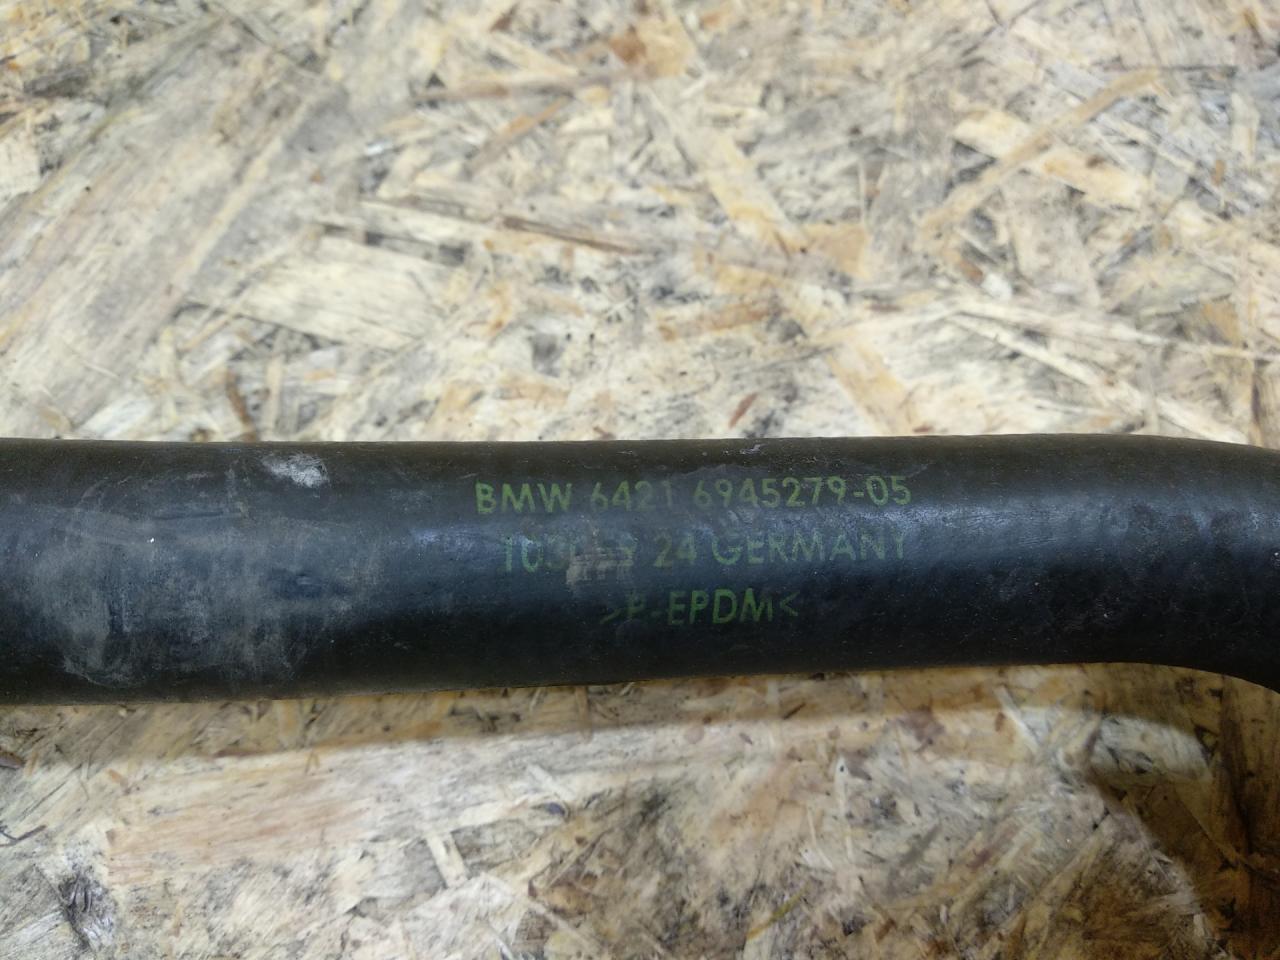 BMW 6421 6945279-05
24 GERMANY
>P-EPDM<